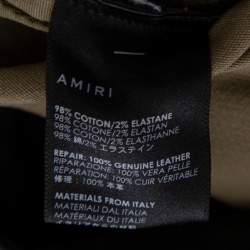 AMIRI
98% COTTON/2% ELASTANE
98% COTONE/2% ELASTAN
98% COTON/2% ELASTHANNE
98% 綿/2% エラステイン
REPAIR: 100% GENUINE LEATHER
RIPARAZIONE: 100% VERA PELLE
RÉPARATION: 100% CUIR VÉRITABLE
修理：100% 本革
MATERIALS FROM ITALY
MATERIALI DALL'ITALIA
MATÉRIAUX D'ITALIE